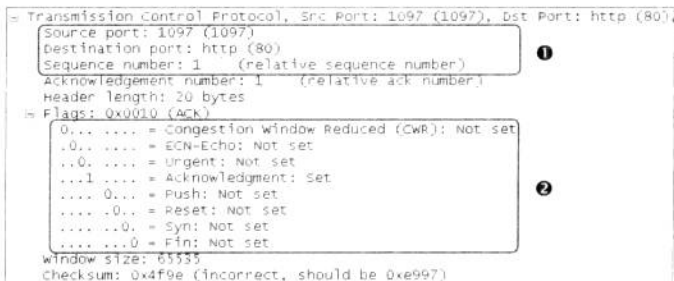 Transmission Control Protocol, Src Port: 1097 (1097), Dst Port: http (80),
Source port: 1097 (1097)
Destination port: http (80)
Sequence number: 1 (relative sequence number)
❶
Acknowledgement number: 1 (relative ack number)
Header length: 20 bytes
Flags: 0x0010 (ACK)
0... .... = Congestion Window Reduced (CWR): Not set
.0.. .... = ECN-Echo: Not set
..0. .... = Urgent: Not set
...1 .... = Acknowledgment: Set
.... 0... = Push: Not set
.... .0.. = Reset: Not set
.... ..0. = Syn: Not set
.... ...0 = Fin: Not set
❷
Window size: 65535
Checksum: 0x4f9e (incorrect, should be 0xe997)